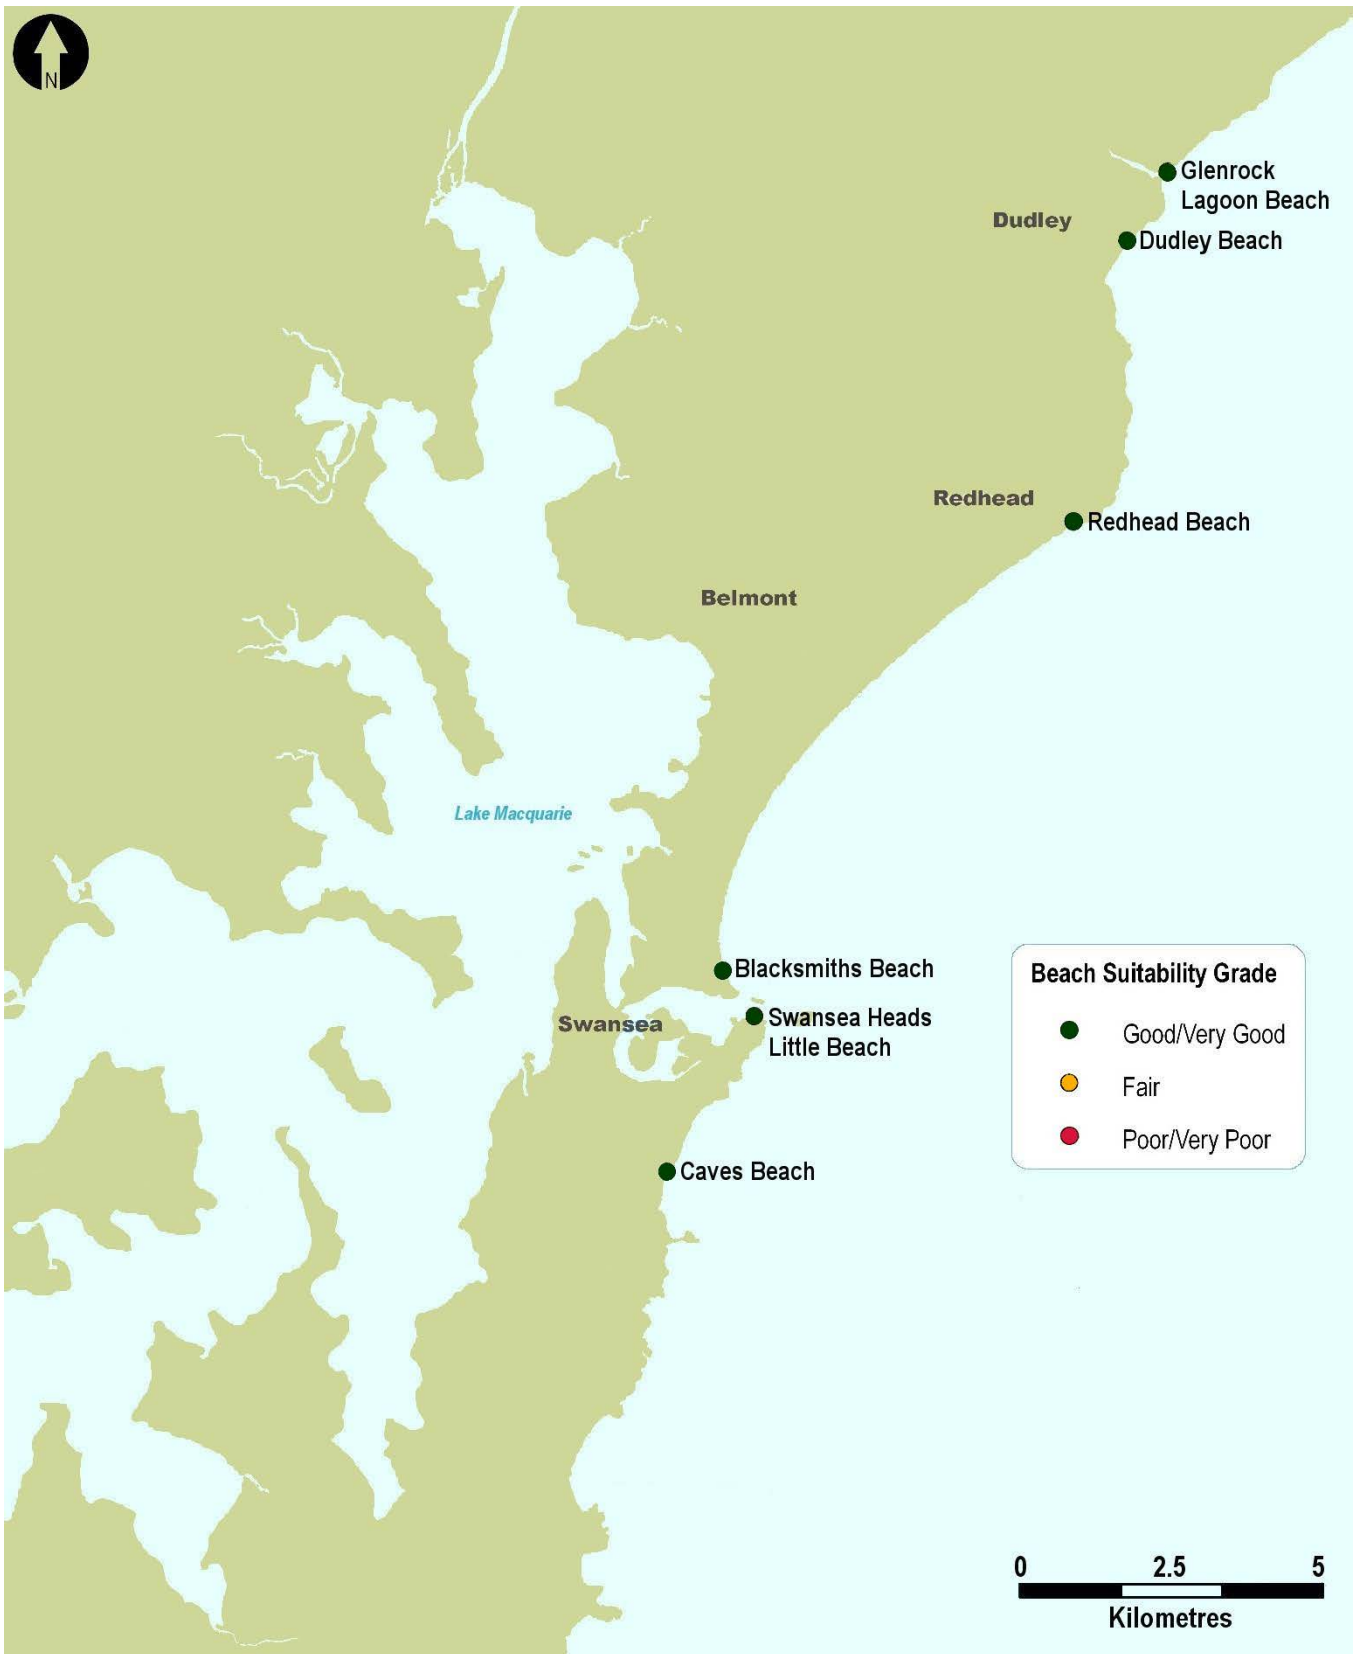 N
Glenrock
Lagoon Beach
Dudley
Dudley Beach
Redhead
Redhead Beach
Belmont
Lake Macquarie
Blacksmiths Beach
Swansea
Swansea Heads
Little Beach
Caves Beach
Beach Suitability Grade
Good/Very Good
Fair
Poor/Very Poor
0 2.5 5
Kilometres